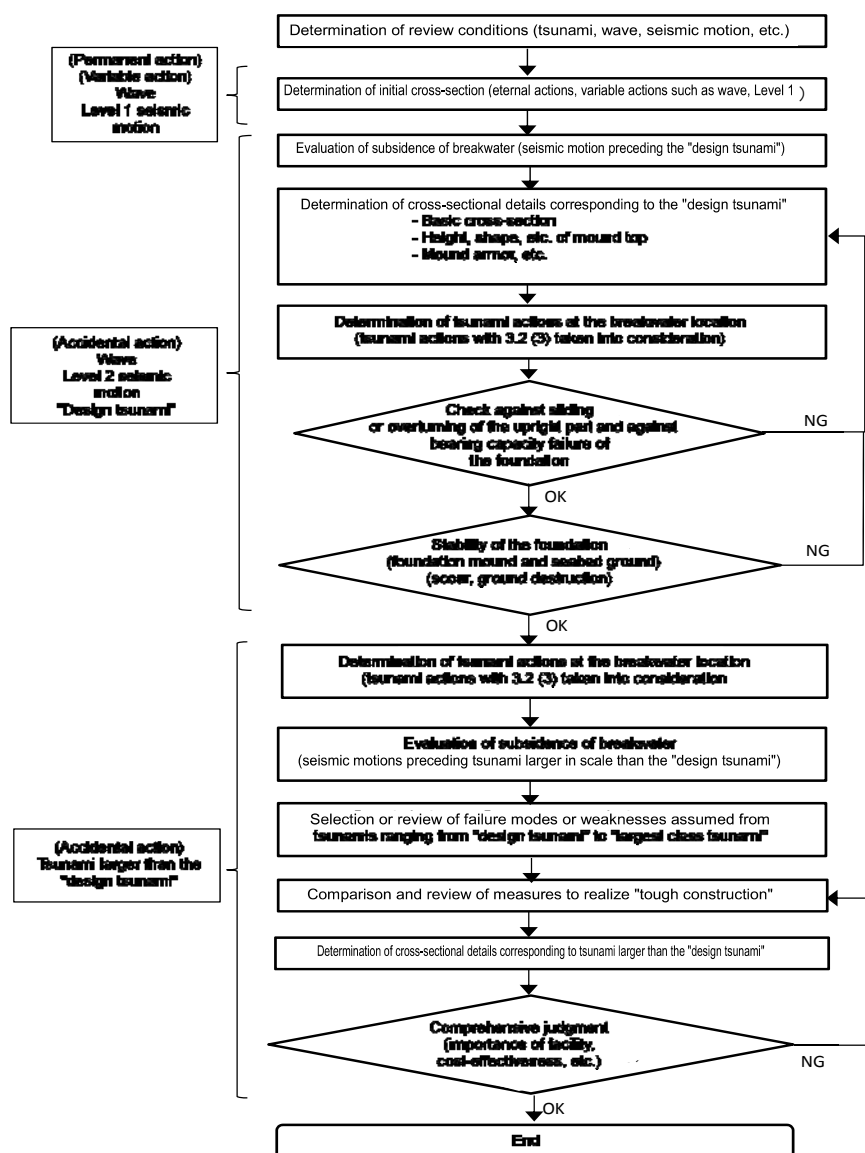 Determination of review conditions (tsunami, wave, seismic motion, etc.)
(Permanent action)
(Variable action)
Wave
Level 1 seismic
motion
Determination of initial cross-section (eternal actions, variable actions such as wave, Level 1 )
Evaluation of subsidence of breakwater (seismic motion preceding the "design tsunami")
Determination of cross-sectional details corresponding to the "design tsunami"
- Basic cross-section
- Height, shape, etc. of mound top
- Mound armor, etc.
(Accidental action)
Wave
Level 2 seismic
motion
"Design tsunami"
Determination of tsunami actions at the breakwater location
(tsunami actions with 3.2 (3) taken into consideration)
Check against sliding
or overturning of the upright part and against
bearing capacity failure of
the foundation
NG
OK
Stability of the foundation
(foundation mound and seabed ground)
(scour, ground destruction)
NG
OK
Determination of tsunami actions at the breakwater location
(tsunami actions with 3.2 (3) taken into consideration
Evaluation of subsidence of breakwater
(seismic motions preceding tsunami larger in scale than the "design tsunami")
Selection or review of failure modes or weaknesses assumed from
tsunamis ranging from "design tsunami" to "largest class tsunami"
(Accidental action)
Tsunami larger than the
"design tsunami"
Comparison and review of measures to realize "tough construction"
Determination of cross-sectional details corresponding to tsunami larger than the "design tsunami"
Comprehensive judgment
(importance of facility,
cost-effectiveness, etc.)
NG
OK
End